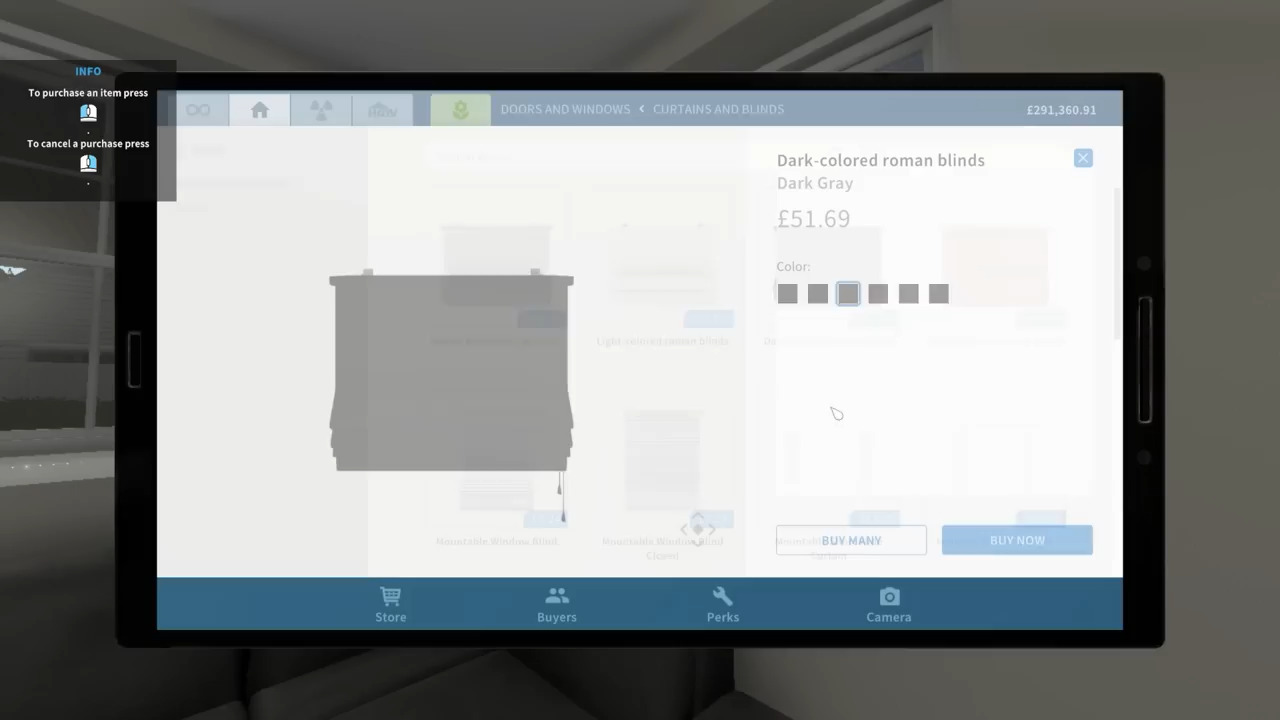 INFO
To purchase an item press
.
To cancel a purchase press
.
DOORS AND WINDOWS < CURTAINS AND BLINDS
£291,360.91
Dark-colored roman blinds
Dark Gray
£51.69
Color:
Light-colored roman blinds
Mountable Window Blind
Mountable Window Blind
Closed
BUY MANY
BUY NOW
Store
Buyers
Perks
Camera